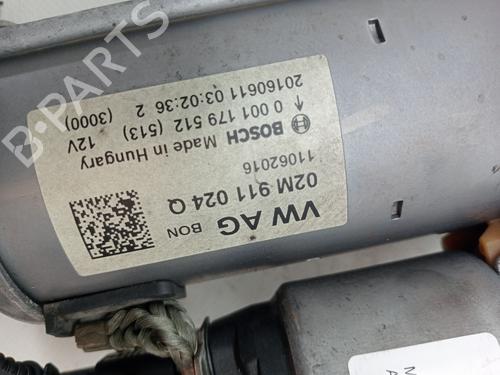 VW AG BON
02M 911 024 Q
11062016
BOSCH Made in Hungary
0 001 179 512 (513) 12V
20160611 03:02:36 2 (3000)
B-PARTS